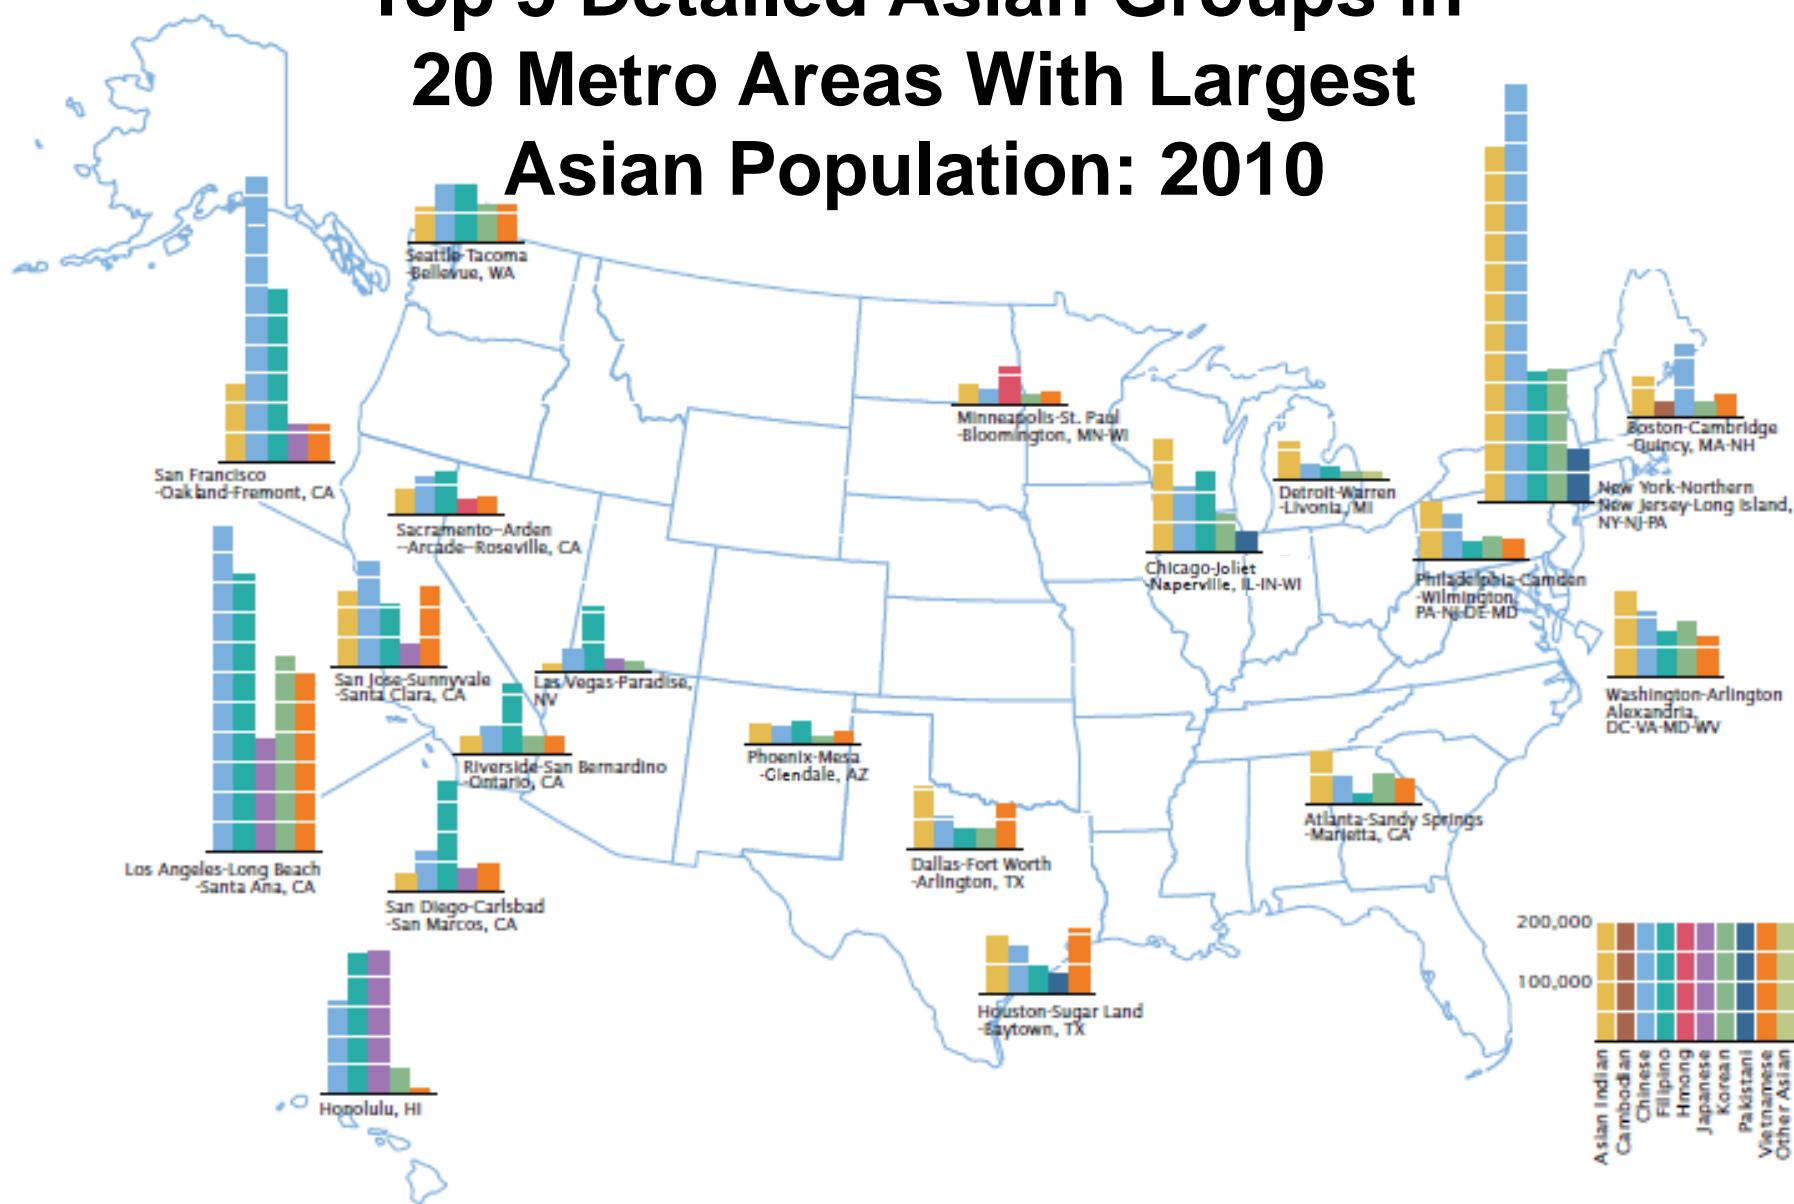 Top 5 Detailed Asian Groups in
20 Metro Areas With Largest
Asian Population: 2010
Seattle-Tacoma
-Bellevue, WA
San Francisco
-Oakland-Fremont, CA
Sacramento--Arden
--Arcade--Roseville, CA
Minneapolis-St. Paul
-Bloomington, MN-WI
Chicago-Joliet
-Naperville, IL-IN-WI
Detroit-Warren
-Livonia, MI
Boston-Cambridge
-Quincy, MA-NH
New York-Northern
New Jersey-Long Island,
NY-NJ-PA
Philadelphia-Camden
-Wilmington,
PA-NJ-DE-MD
Washington-Arlington
Alexandria,
DC-VA-MD-WV
San Jose-Sunnyvale
-Santa Clara, CA
Las Vegas-Paradise,
NV
Riverside-San Bernardino
-Ontario, CA
Phoenix-Mesa
-Glendale, AZ
Los Angeles-Long Beach
-Santa Ana, CA
San Diego-Carlsbad
-San Marcos, CA
Dallas-Fort Worth
-Arlington, TX
Atlanta-Sandy Springs
-Marietta, GA
Houston-Sugar Land
-Baytown, TX
Honolulu, HI
200,000
100,000
Asian Indian
Cambodian
Chinese
Filipino
Hmong
Japanese
Korean
Pakistani
Vietnamese
Other Asian